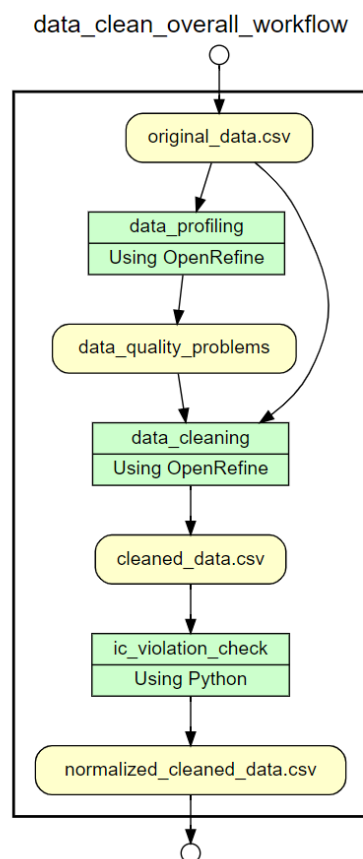 data_clean_overall_workflow
original_data.csv
data_profiling
Using OpenRefine
data_quality_problems
data_cleaning
Using OpenRefine
cleaned_data.csv
ic_violation_check
Using Python
normalized_cleaned_data.csv